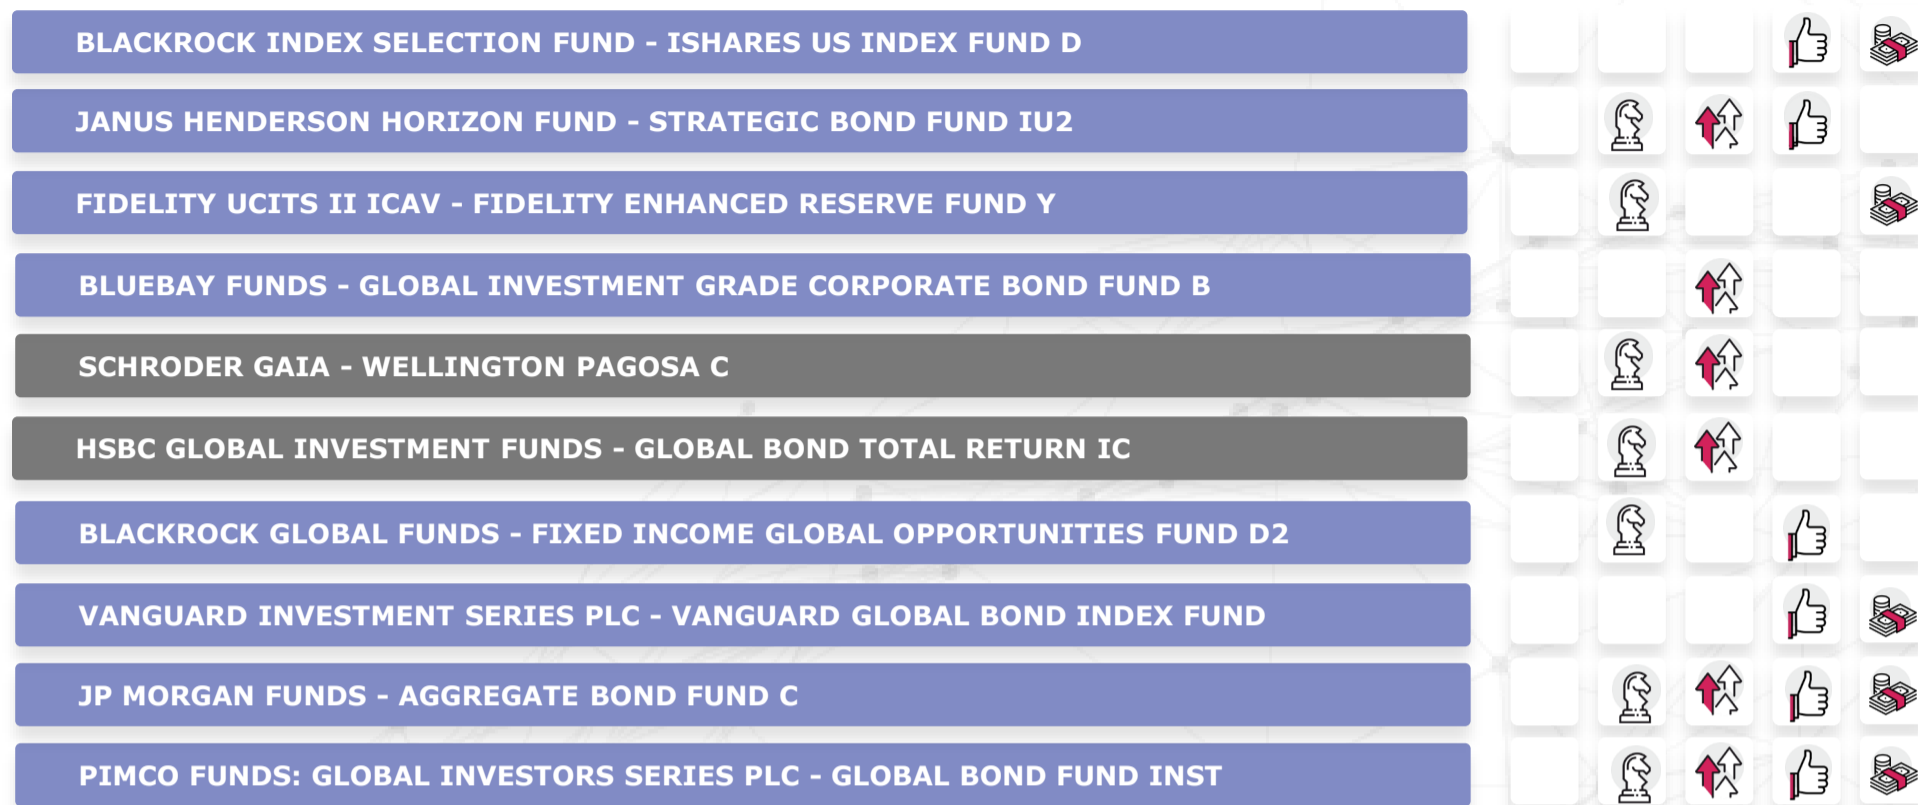 BLACKROCK INDEX SELECTION FUND - ISHARES US INDEX FUND D
JANUS HENDERSON HORIZON FUND - STRATEGIC BOND FUND IU2
FIDELITY UCITS II ICAV - FIDELITY ENHANCED RESERVE FUND Y
BLUEBAY FUNDS - GLOBAL INVESTMENT GRADE CORPORATE BOND FUND B
SCHRODER GAIA - WELLINGTON PAGOSA C
HSBC GLOBAL INVESTMENT FUNDS - GLOBAL BOND TOTAL RETURN IC
BLACKROCK GLOBAL FUNDS - FIXED INCOME GLOBAL OPPORTUNITIES FUND D2
VANGUARD INVESTMENT SERIES PLC - VANGUARD GLOBAL BOND INDEX FUND
JP MORGAN FUNDS - AGGREGATE BOND FUND C
PIMCO FUNDS: GLOBAL INVESTORS SERIES PLC - GLOBAL BOND FUND INST